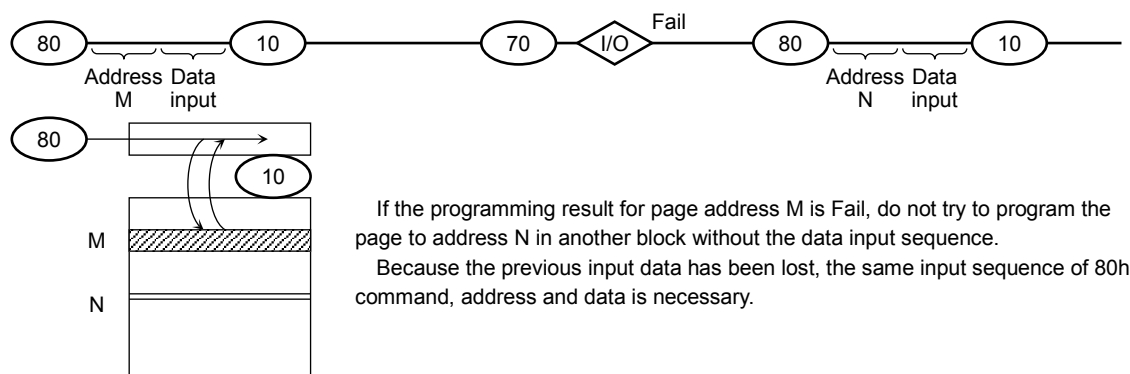 80
10
70
I/O
Fail
80
10
Address
M
Data
input
Address
N
Data
input
80
10
M
N
If the programming result for page address M is Fail, do not try to program the
page to address N in another block without the data input sequence.
Because the previous input data has been lost, the same input sequence of 80h
command, address and data is necessary.